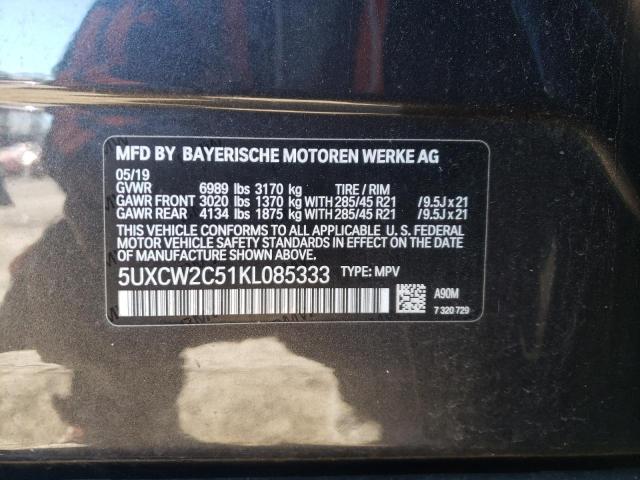 MFD BY BAYERISCHE MOTOREN WERKE AG
05/19
GVWR 6989 lbs 3170 kg TIRE / RIM
GAWR FRONT 3020 lbs 1370 kg WITH 285/45 R21 /9.5J x 21
GAWR REAR 4134 lbs 1875 kg WITH 285/45 R21 /9.5J x 21
THIS VEHICLE CONFORMS TO ALL APPLICABLE U. S. FEDERAL
MOTOR VEHICLE SAFETY STANDARDS IN EFFECT ON THE DATE
OF MANUFACTURE SHOWN ABOVE.
5UXCW2C51KL085333 TYPE: MPV
A90M
7 320 729